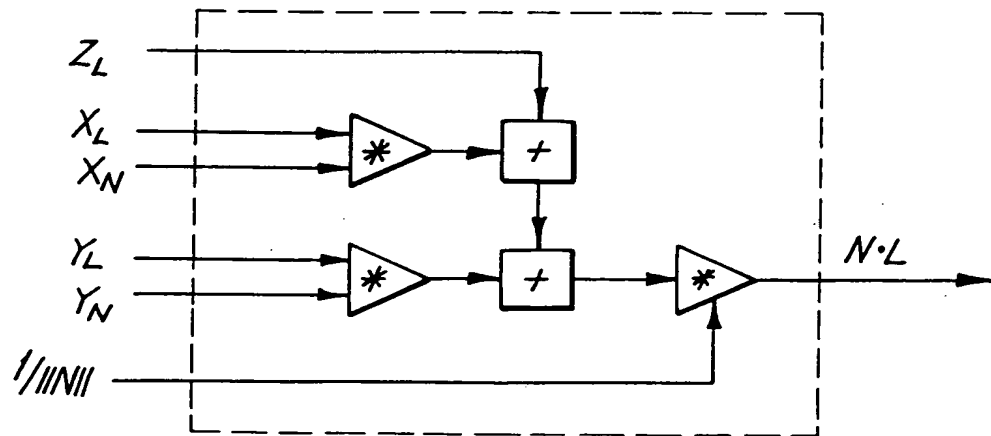 Z_L
X_L
*
+
X_N
Y_L
N·L
*
+
*
Y_N
1/||N||